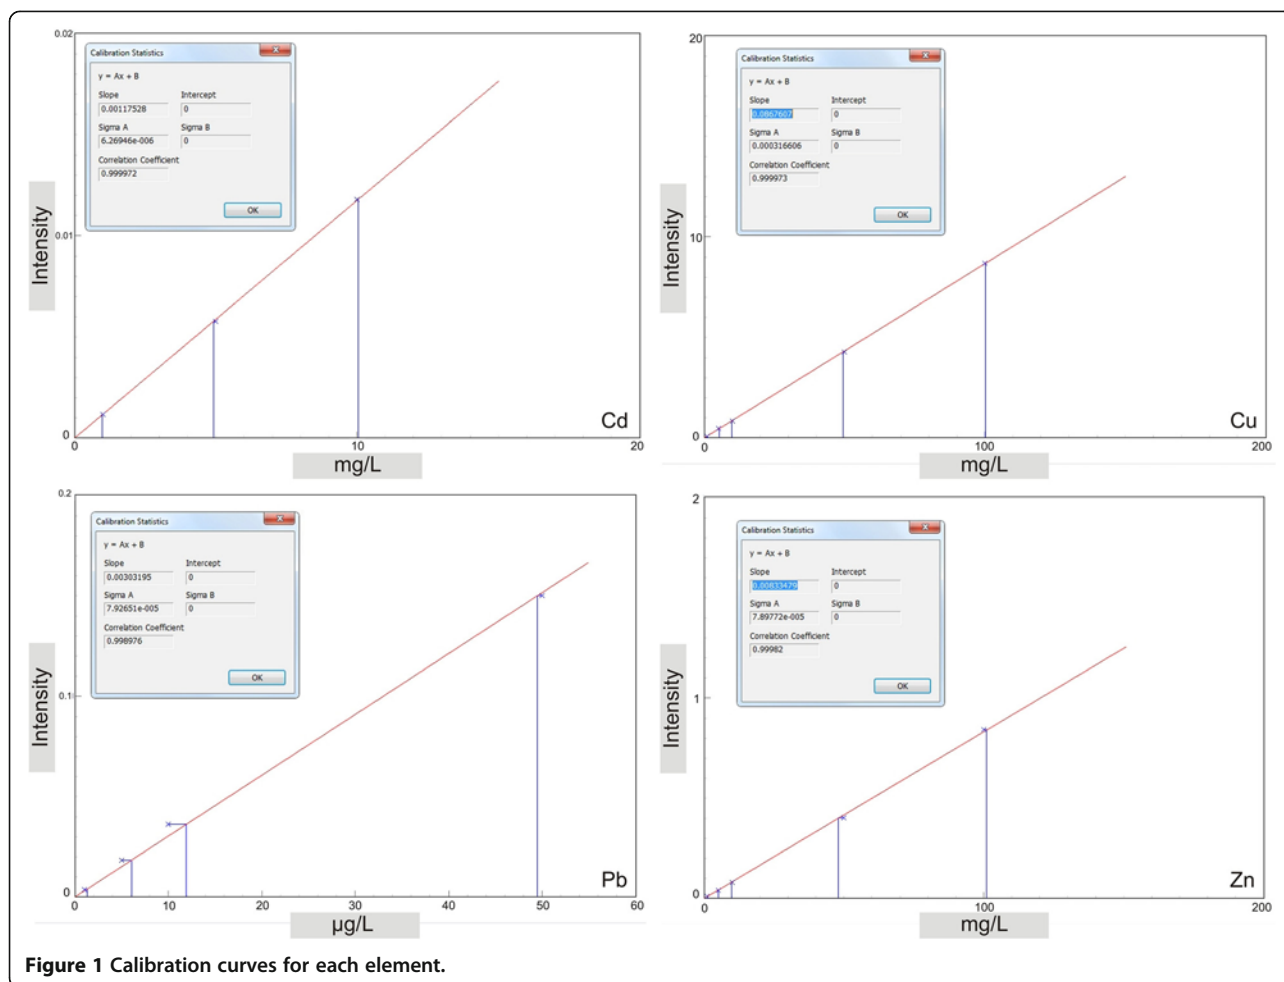 0.02
Calibration Statistics
x
y = Ax + B
Slope Intercept
0.00117528 0
Sigma A Sigma B
6.26946e-006 0
Correlation Coefficient
0.999972
OK
Intensity
0.01
Cd
0
0 10 20
mg/L
20
Calibration Statistics
x
y = Ax + B
Slope Intercept
0.0867607 0
Sigma A Sigma B
0.000316606 0
Correlation Coefficient
0.999973
OK
Intensity
10
Cu
0
0 100 200
mg/L
0.2
Calibration Statistics
x
y = Ax + B
Slope Intercept
0.00303195 0
Sigma A Sigma B
7.92651e-005 0
Correlation Coefficient
0.998976
OK
Intensity
0.1
Pb
0
0 10 20 30 40 50 60
µg/L
2
Calibration Statistics
x
y = Ax + B
Slope Intercept
0.00833479 0
Sigma A Sigma B
7.89772e-005 0
Correlation Coefficient
0.99982
OK
Intensity
1
Zn
0
0 100 200
mg/L
Figure 1 Calibration curves for each element.